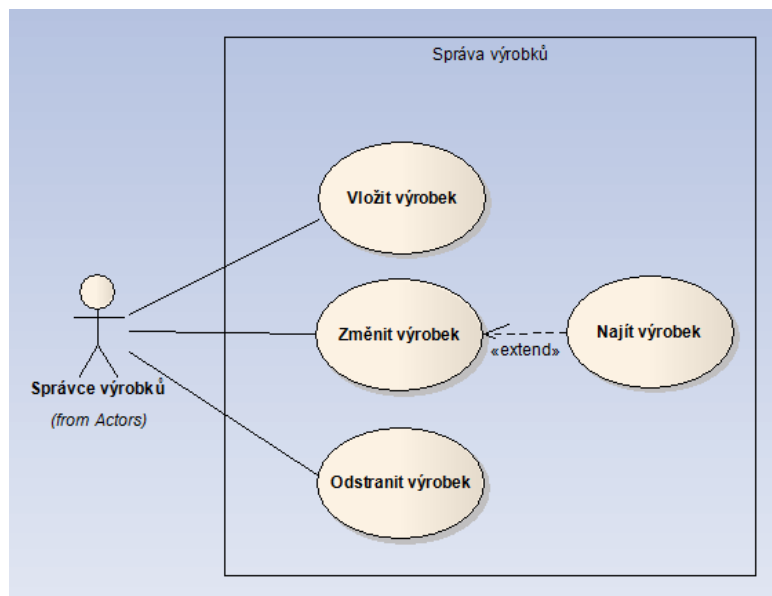 Správa výrobků
Vložit výrobek
Změnit výrobek
«extend»
Najít výrobek
Správce výrobků
(from Actors)
Odstranit výrobek